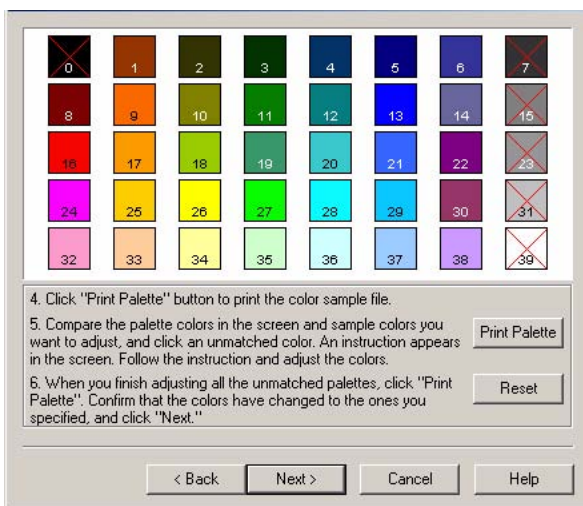 0 1 2 3 4 5 6 7
8 9 10 11 12 13 14 15
16 17 18 19 20 21 22 23
24 25 26 27 28 29 30 31
32 33 34 35 36 37 38 39
4. Click "Print Palette" button to print the color sample file.
5. Compare the palette colors in the screen and sample colors you
want to adjust, and click an unmatched color. An instruction appears
in the screen. Follow the instruction and adjust the colors.
Print Palette
6. When you finish adjusting all the unmatched palettes, click "Print
Palette". Confirm that the colors have changed to the ones you
specified, and click "Next."
Reset
< Back Next > Cancel Help